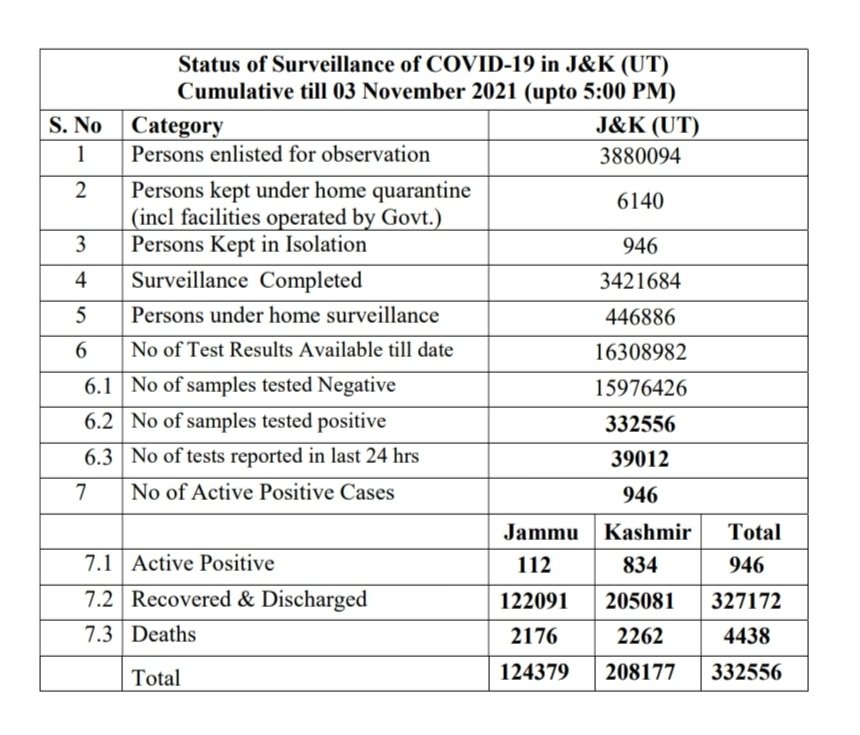 Status of Surveillance of COVID-19 in J&K (UT)
Cumulative till 03 November 2021 (upto 5:00 PM)
S. No Category J&K (UT)
1 Persons enlisted for observation 3880094
2 Persons kept under home quarantine 6140
(incl facilities operated by Govt.)
3 Persons Kept in Isolation 946
4 Surveillance Completed 3421684
5 Persons under home surveillance 446886
6 No of Test Results Available till date 16308982
6.1 No of samples tested Negative 15976426
6.2 No of samples tested positive 332556
6.3 No of tests reported in last 24 hrs 39012
7 No of Active Positive Cases 946
Jammu Kashmir Total
7.1 Active Positive 112 834 946
7.2 Recovered & Discharged 122091 205081 327172
7.3 Deaths 2176 2262 4438
Total 124379 208177 332556